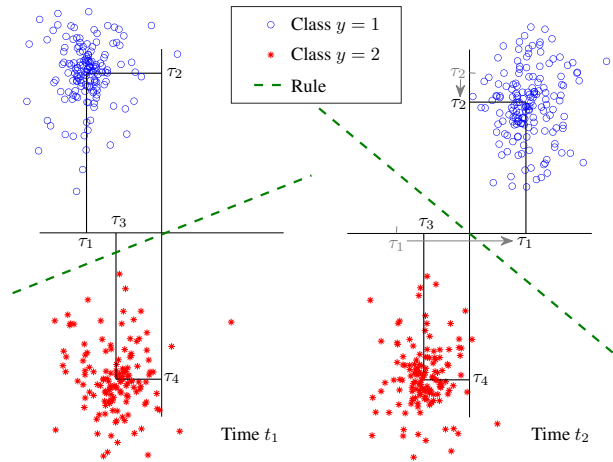 Class y = 1
Class y = 2
Rule
τ₂
τ₂
τ₂
τ₃
τ₁
τ₃
τ₁
τ₁
τ₄
τ₄
Time t₁
Time t₂